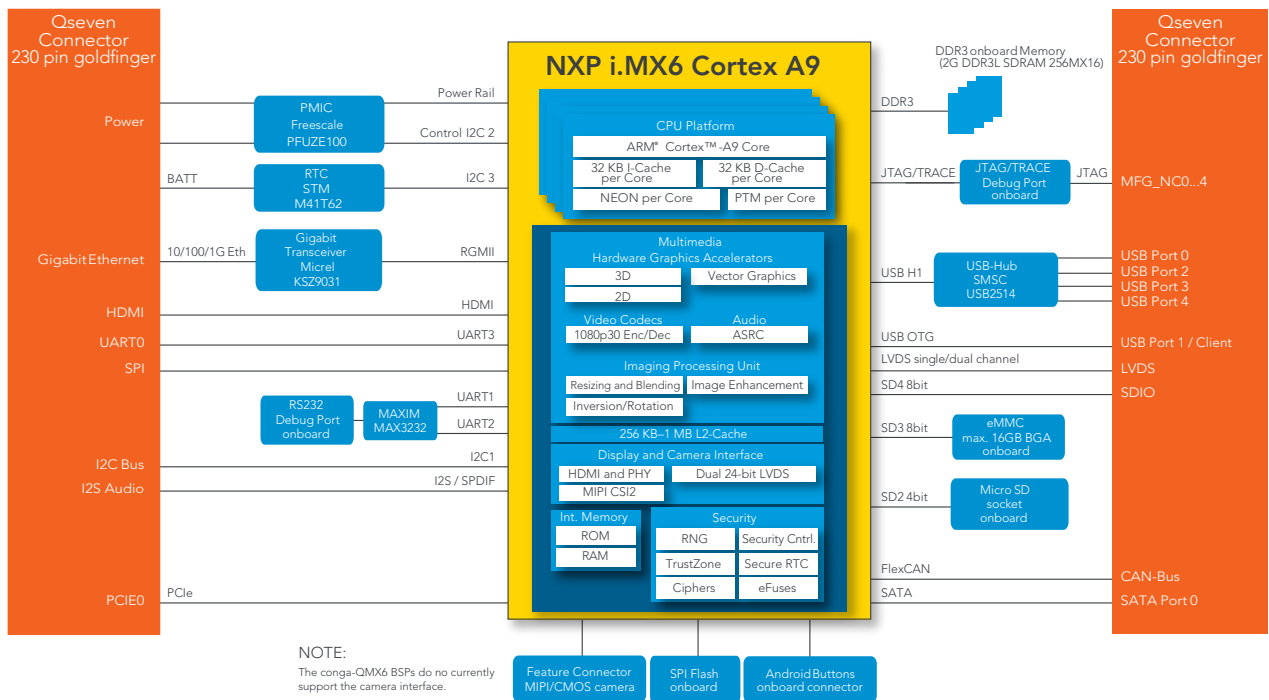 Qseven
Connector
230 pin goldfinger
Power
BATT
Gigabit Ethernet
10/100/1G Eth
HDMI
UART0
SPI
I2C Bus
I2S Audio
PCIE0
PCIe
PMIC
Freescale
PFUZE100
Power Rail
Control I2C 2
RTC
STM
M41T62
I2C 3
Gigabit
Transceiver
Micrel
KSZ9031
RGMII
HDMI
UART3
RS232
Debug Port
onboard
MAXIM
MAX3232
UART1
UART2
I2C1
I2S / SPDIF
NXP i.MX6 Cortex A9
CPU Platform
ARM® Cortex™-A9 Core
32 KB I-Cache
per Core
32 KB D-Cache
per Core
NEON per Core
PTM per Core
Multimedia
Hardware Graphics Accelerators
3D
Vector Graphics
2D
Video Codecs
Audio
1080p30 Enc/Dec
ASRC
Imaging Processing Unit
Resizing and Blending
Image Enhancement
Inversion/Rotation
256 KB–1 MB L2-Cache
Display and Camera Interface
HDMI and PHY
Dual 24-bit LVDS
MIPI CSI2
Int. Memory
ROM
RAM
Security
RNG
Security Cntrl.
TrustZone
Secure RTC
Ciphers
eFuses
DDR3 onboard Memory
(2G DDR3L SDRAM 256MX16)
DDR3
JTAG/TRACE
JTAG/TRACE
Debug Port
onboard
JTAG
USB H1
USB-Hub
SMSC
USB2514
USB OTG
LVDS single/dual channel
SD4 8bit
SD3 8bit
eMMC
max. 16GB BGA
onboard
SD2 4bit
Micro SD
socket
onboard
FlexCAN
SATA
Qseven
Connector
230 pin goldfinger
MFG_NC0...4
USB Port 0
USB Port 2
USB Port 3
USB Port 4
USB Port 1 / Client
LVDS
SDIO
CAN-Bus
SATA Port 0
NOTE:
The conga-QMX6 BSPs do no currently
support the camera interface.
Feature Connector
MIPI/CMOS camera
SPI Flash
onboard
Android Buttons
onboard connector